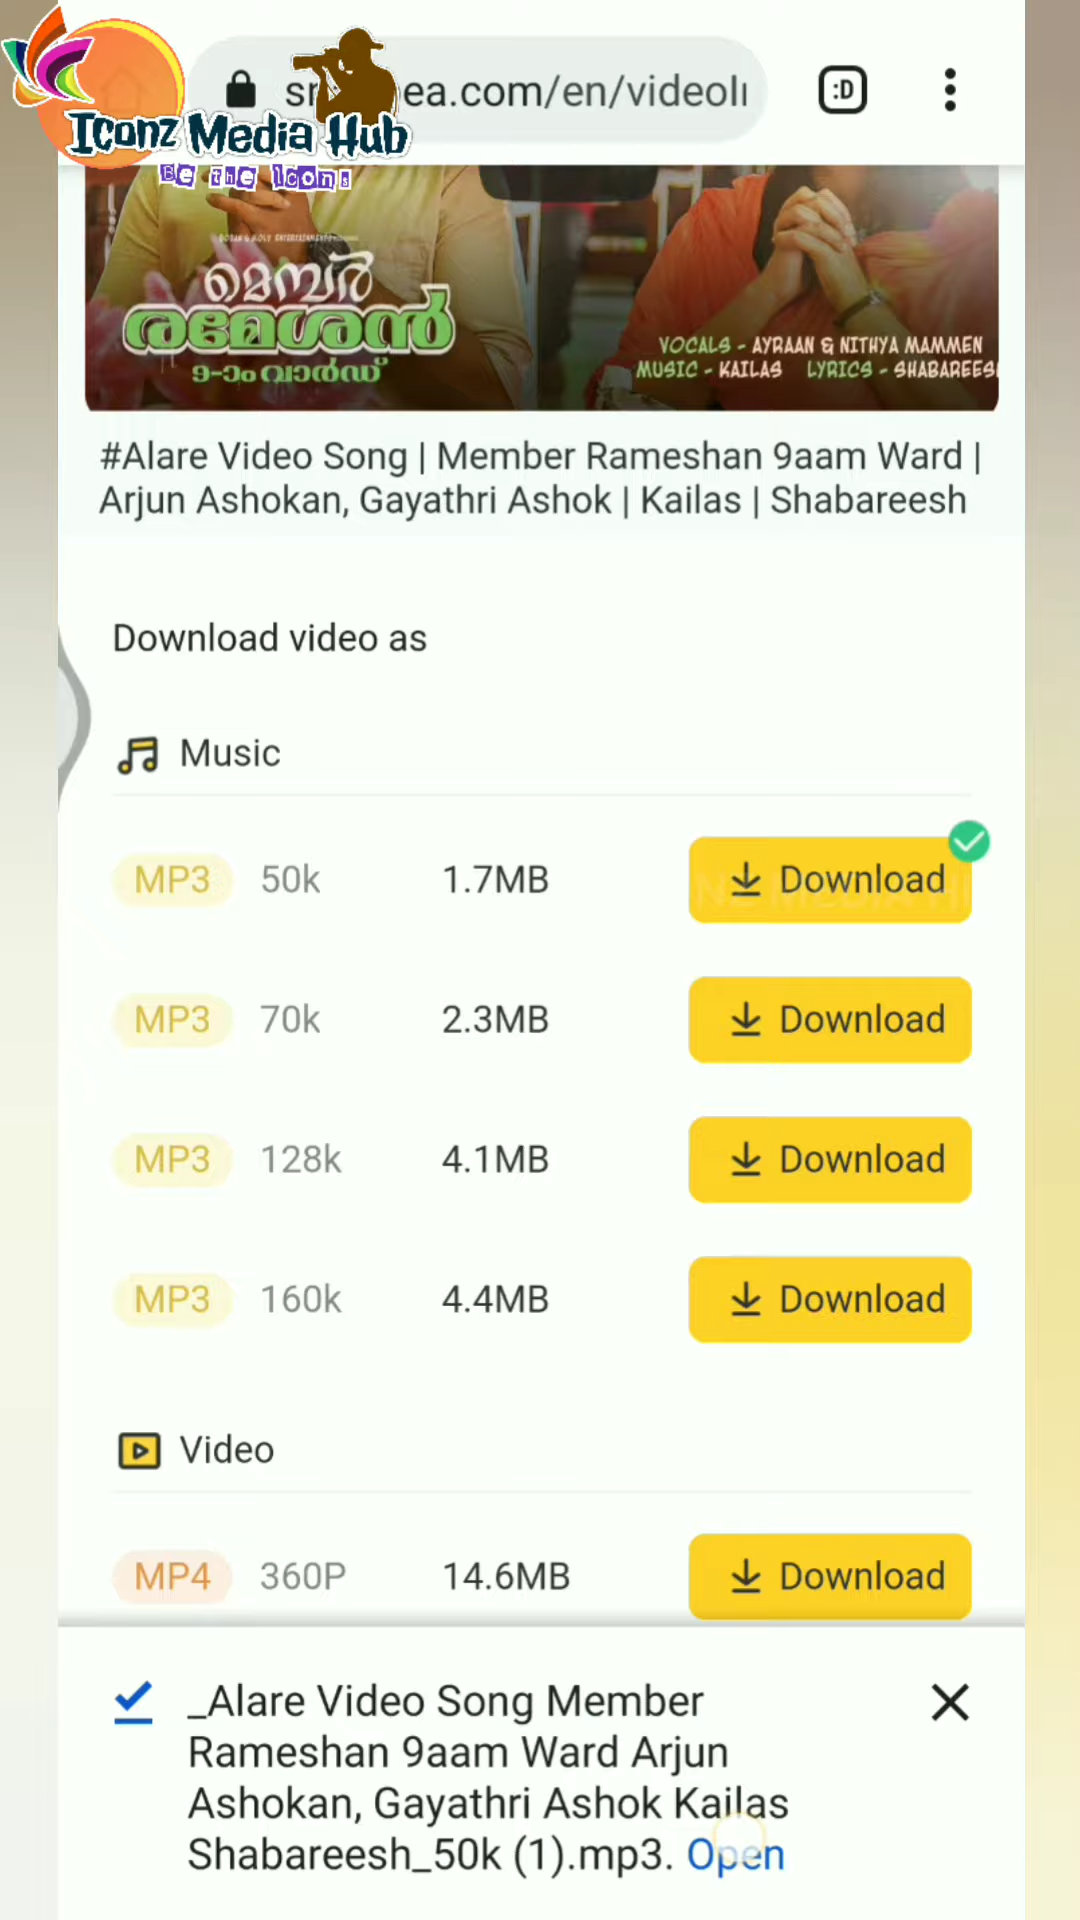 :D
ea.com/en/videoli
Iconz Media Hub
Be the Icons
മെമ്പർ
രമേശൻ
9-ാം വാർഡ്
VOCALS - AYRAAN & NITHYA MAMMEN
MUSIC - KAILAS LYRICS - SHABAREES
#Alare Video Song | Member Rameshan 9aam Ward |
Arjun Ashokan, Gayathri Ashok | Kailas | Shabareesh
Download video as
Music
MP3 50k 1.7MB Download
MP3 70k 2.3MB Download
MP3 128k 4.1MB Download
MP3 160k 4.4MB Download
Video
MP4 360P 14.6MB Download
_Alare Video Song Member
Rameshan 9aam Ward Arjun
Ashokan, Gayathri Ashok Kailas
Shabareesh_50k (1).mp3. Open